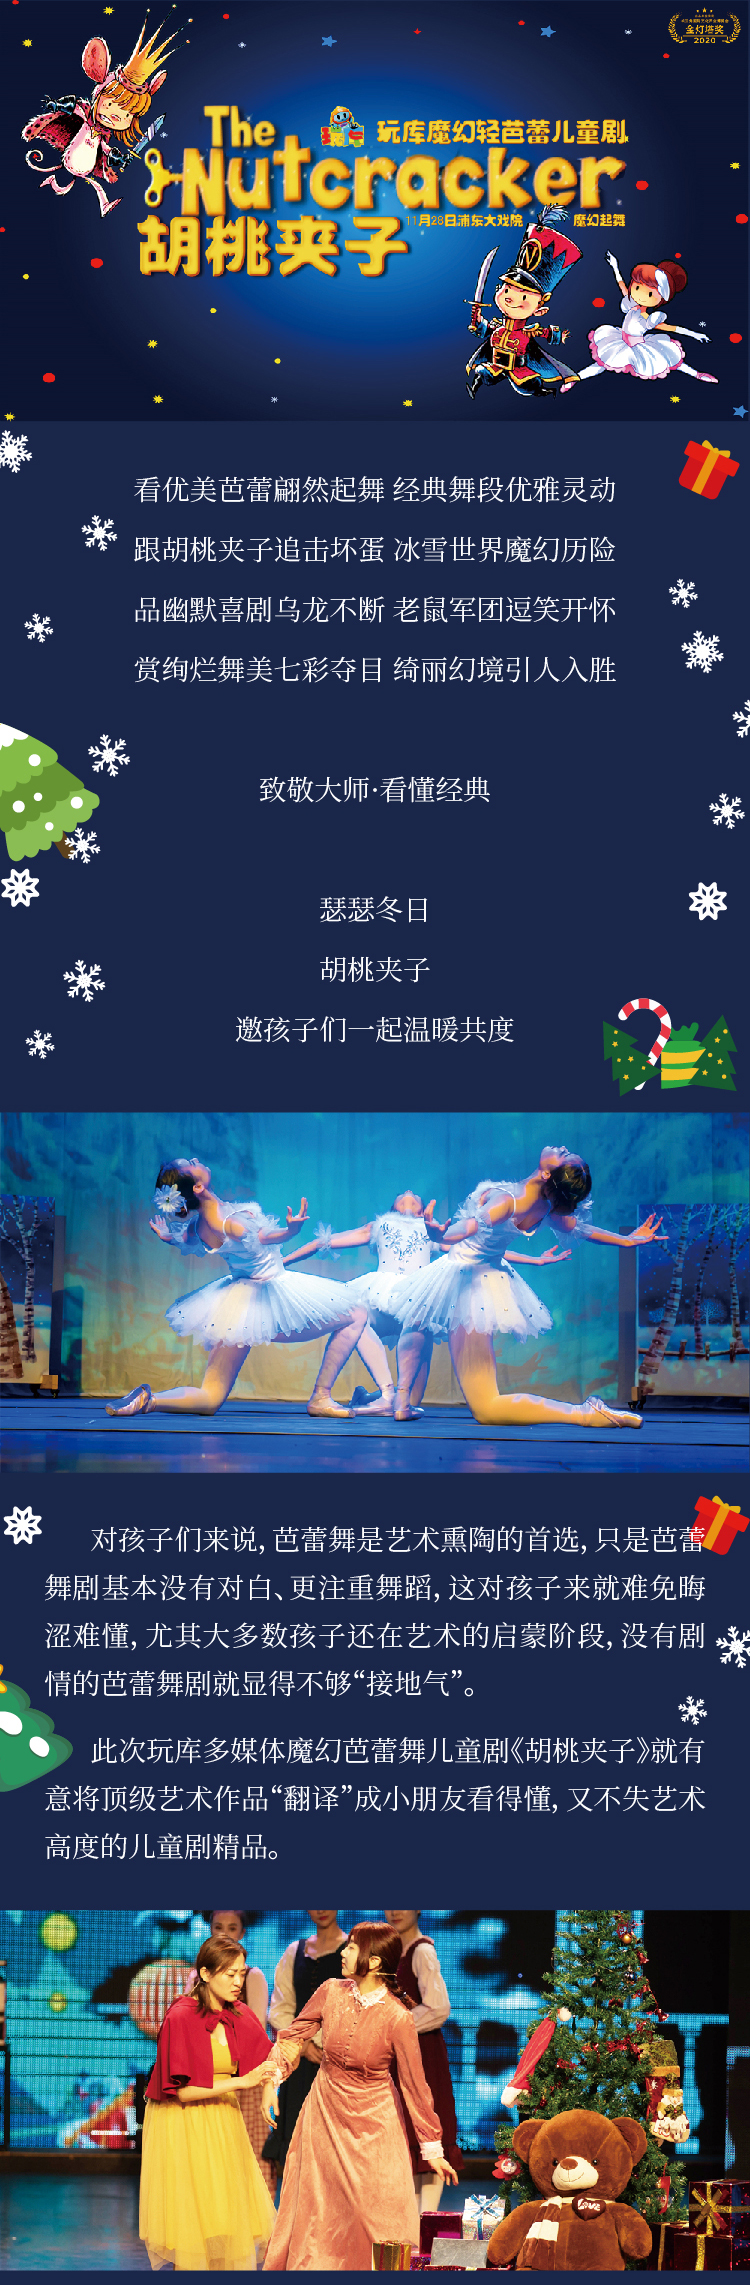 金灯塔奖
2020
The
玩库魔幻轻芭蕾儿童剧
Nutcracker
11月28日.浦东大戏院
魔幻起舞
胡桃夹子
N
看优美芭蕾翩然起舞 经典舞段优雅灵动
跟胡桃夹子追击坏蛋 冰雪世界魔幻历险
品幽默喜剧乌龙不断 老鼠军团逗笑开怀
赏绚烂舞美七彩夺目 绮丽幻境引人入胜
致敬大师·看懂经典
瑟瑟冬日
胡桃夹子
邀孩子们一起温暖共度
对孩子们来说，芭蕾舞是艺术熏陶的首选，只是芭蕾
舞剧基本没有对白、更注重舞蹈，这对孩子来就难免晦
涩难懂，尤其大多数孩子还在艺术的启蒙阶段，没有剧
情的芭蕾舞剧就显得不够“接地气”。
此次玩库多媒体魔幻芭蕾舞儿童剧《胡桃夹子》就有
意将顶级艺术作品“翻译”成小朋友看得懂，又不失艺术
高度的儿童剧精品。
LOVE